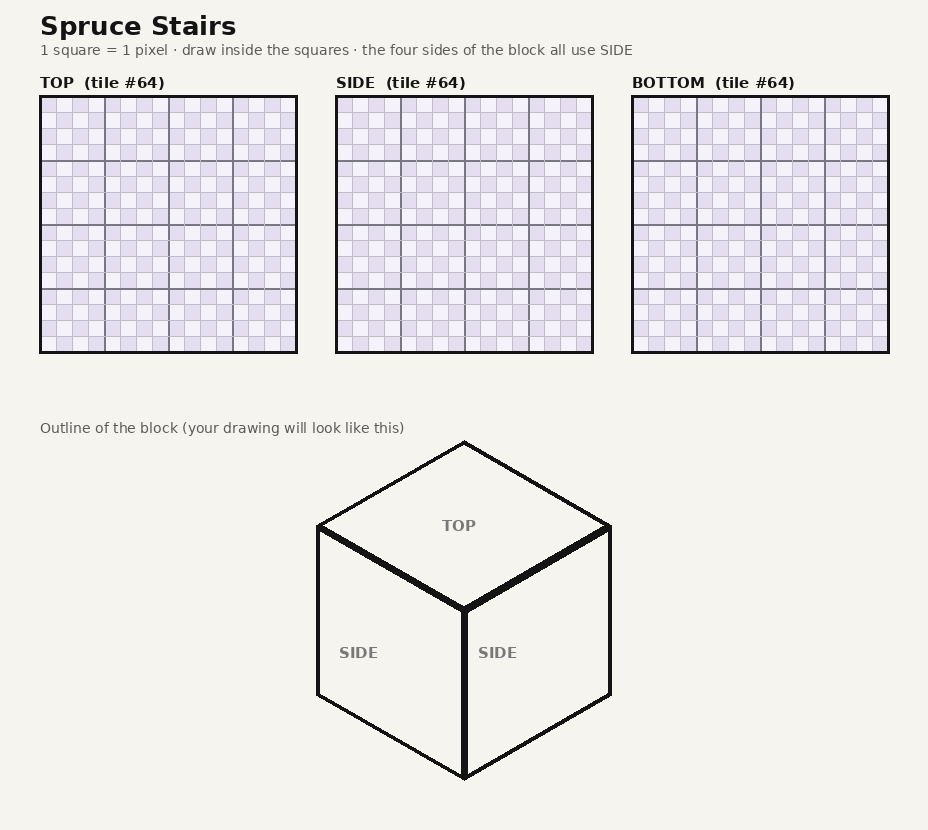 Spruce Stairs
1 square = 1 pixel · draw inside the squares · the four sides of the block all use SIDE
TOP (tile #64)
SIDE (tile #64)
BOTTOM (tile #64)
Outline of the block (your drawing will look like this)
TOP
SIDE
SIDE